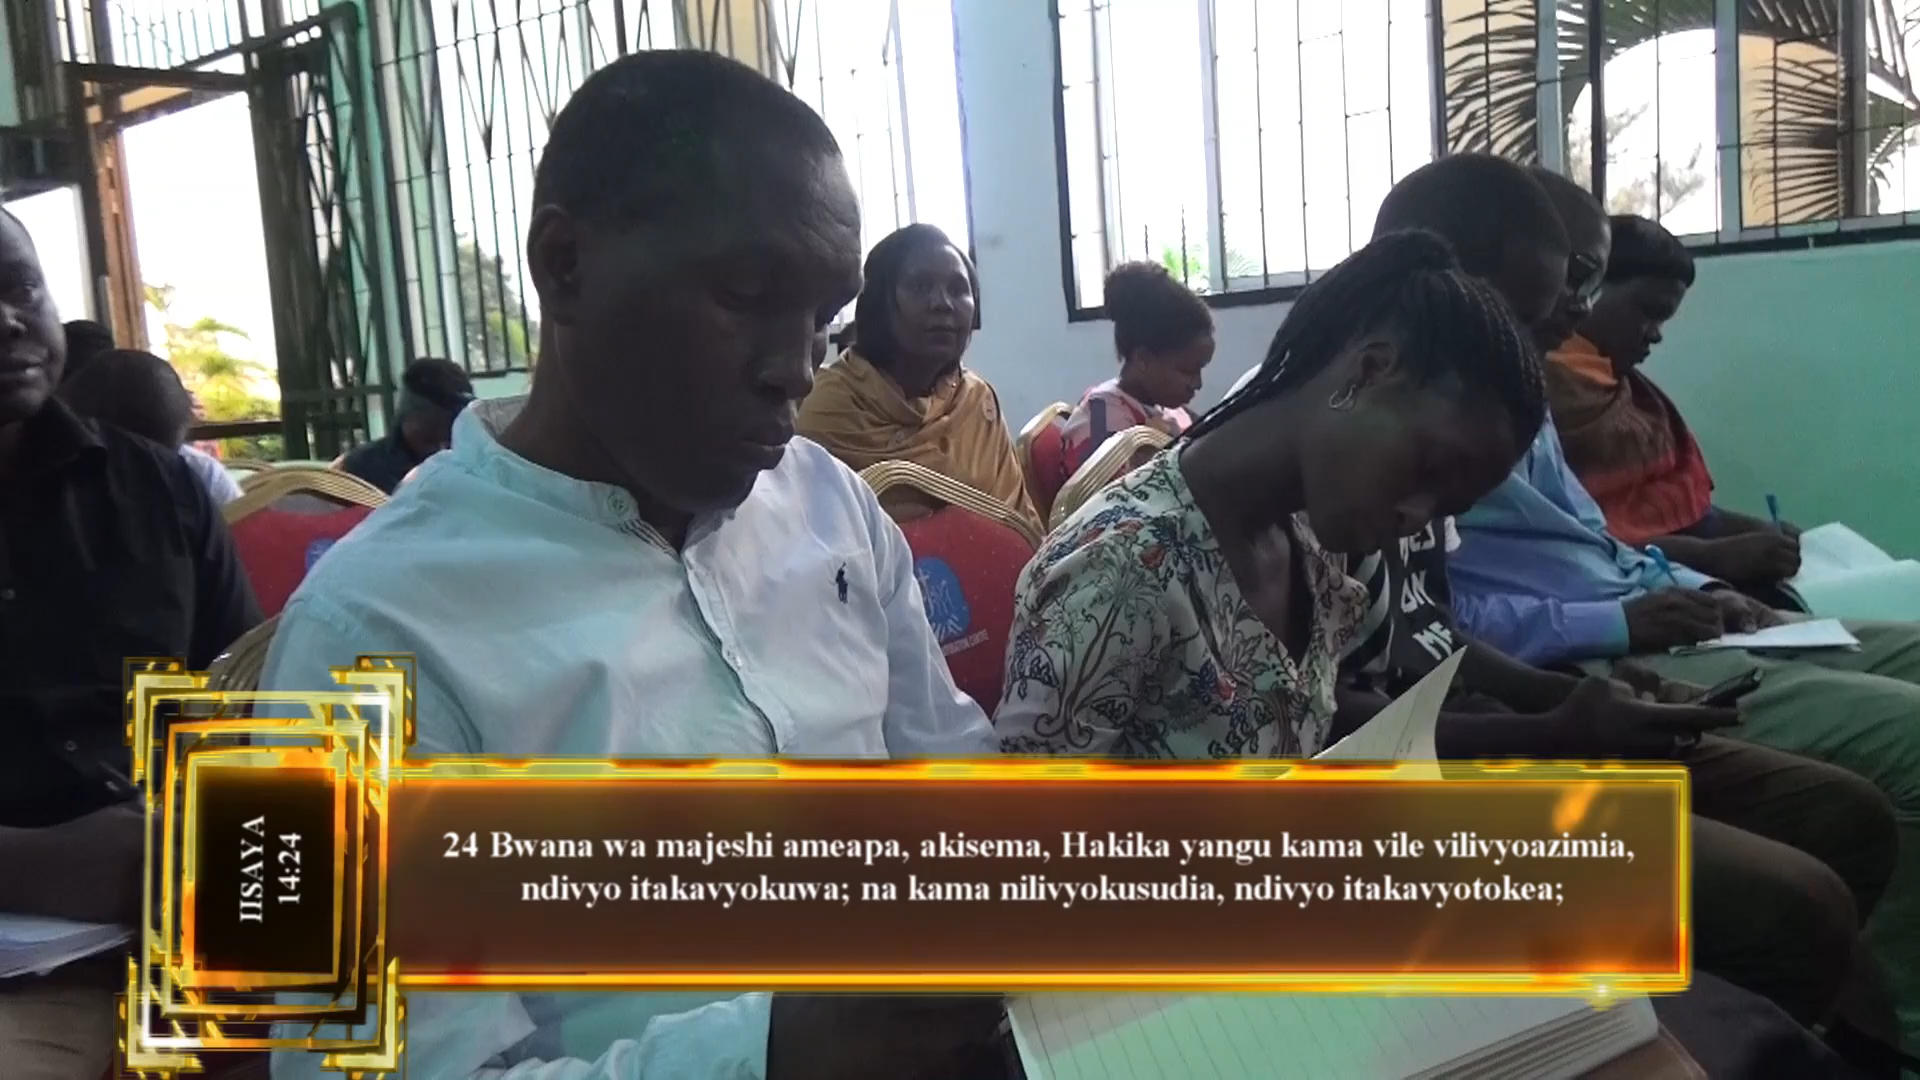 IISAYA
14:24
24 Bwana wa majeshi ameapa, akisema, Hakika yangu kama vile vilivyoazimia,
ndivyo itakavyokuwa; na kama nilivyokusudia, ndivyo itakavyotokea;
ME